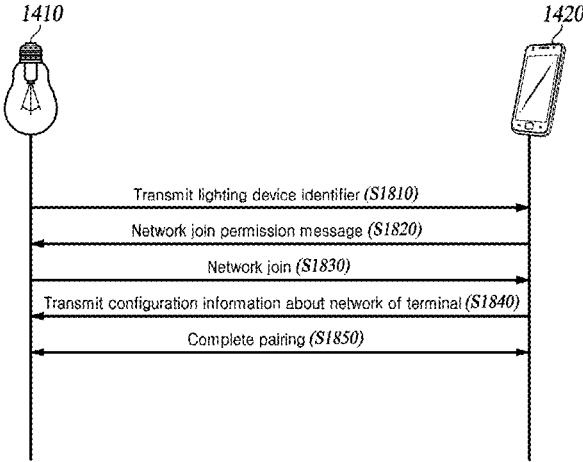 1410
1420
Transmit lighting device identifier (S1810)
Network join permission message (S1820)
Network join (S1830)
Transmit configuration information about network of terminal (S1840)
Complete pairing (S1850)